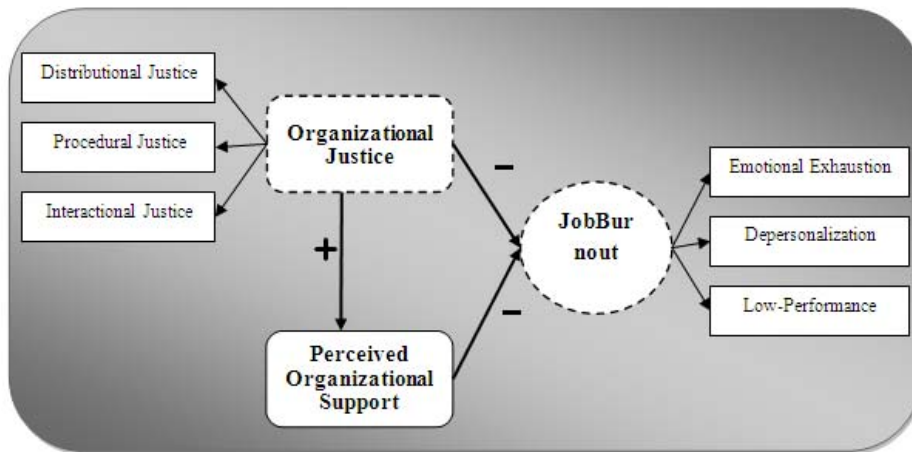 Distributional Justice
Procedural Justice
Interactional Justice
Organizational
Justice
+
Perceived
Organizational
Support
−
−
JobBur
nout
Emotional Exhaustion
Depersonalization
Low-Performance